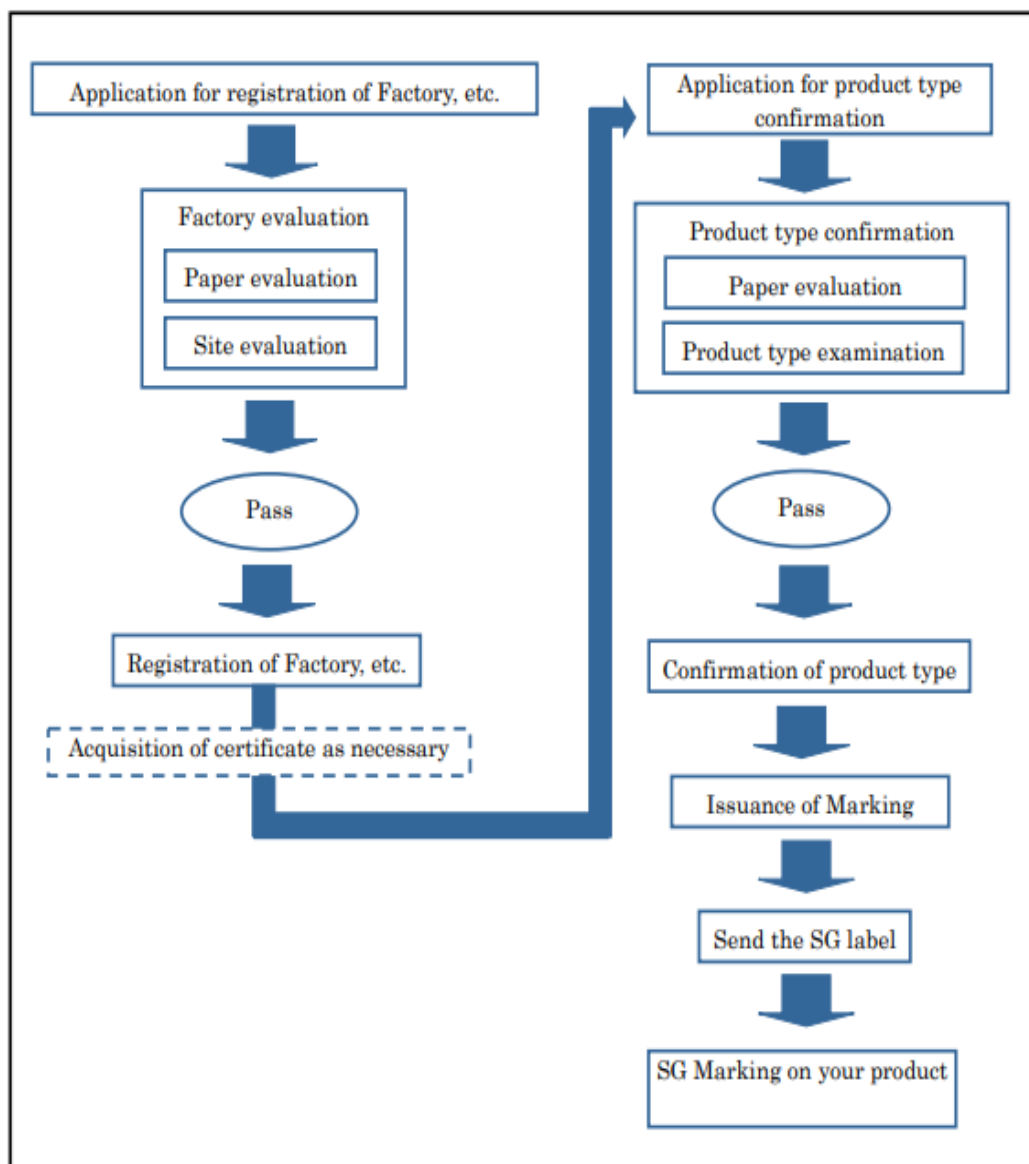 Application for registration of Factory, etc.
Factory evaluation
Paper evaluation
Site evaluation
Pass
Registration of Factory, etc.
Acquisition of certificate as necessary
Application for product type
confirmation
Product type confirmation
Paper evaluation
Product type examination
Pass
Confirmation of product type
Issuance of Marking
Send the SG label
SG Marking on your product